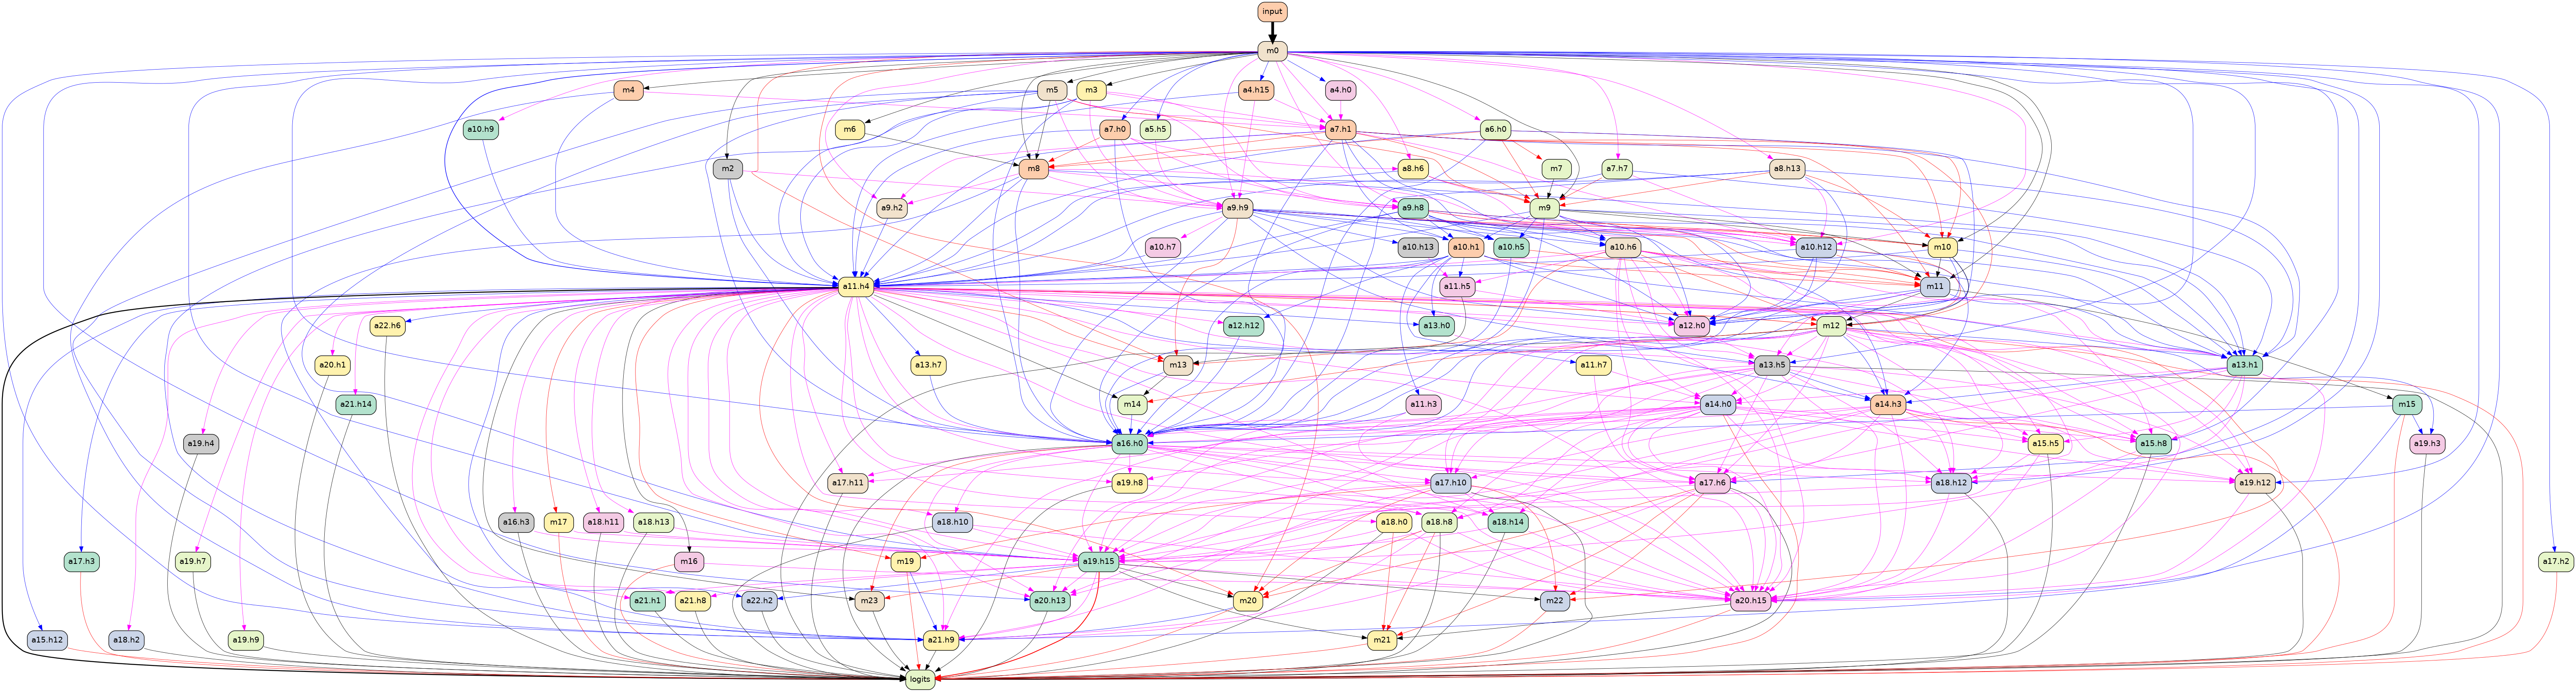 input
m0
m5 m3
m4 a4.h15 a4.h0
a10.h9 m6 a7.h0 a5.h5 a7.h1 a6.h0
m2 m8 a8.h6 m7 a7.h7 a8.h13
a9.h2 a9.h9 a9.h8 m9
a10.h7 a10.h13 a10.h1 a10.h5 a10.h6 a10.h12 m10
a11.h4 a11.h5 m11
a22.h6 a12.h12 a13.h0 a12.h0 m12
a20.h1 a13.h7 m13 a11.h7 a13.h5 a13.h1
a21.h14 m14 a11.h3 a14.h0 a14.h3 m15
a19.h4 a16.h0 a15.h5 a15.h8 a19.h3
a17.h11 a19.h8 a17.h10 a17.h6 a18.h12 a19.h12
a16.h3 m17 a18.h11 a18.h13 a18.h10 a18.h0 a18.h8 a18.h14
a17.h3 a19.h7 m16 m19 a19.h15 a17.h2
a21.h1 a21.h8 a22.h2 m23 a20.h13 m20 m22 a20.h15
a15.h12 a18.h2 a19.h9 a21.h9 m21
logits